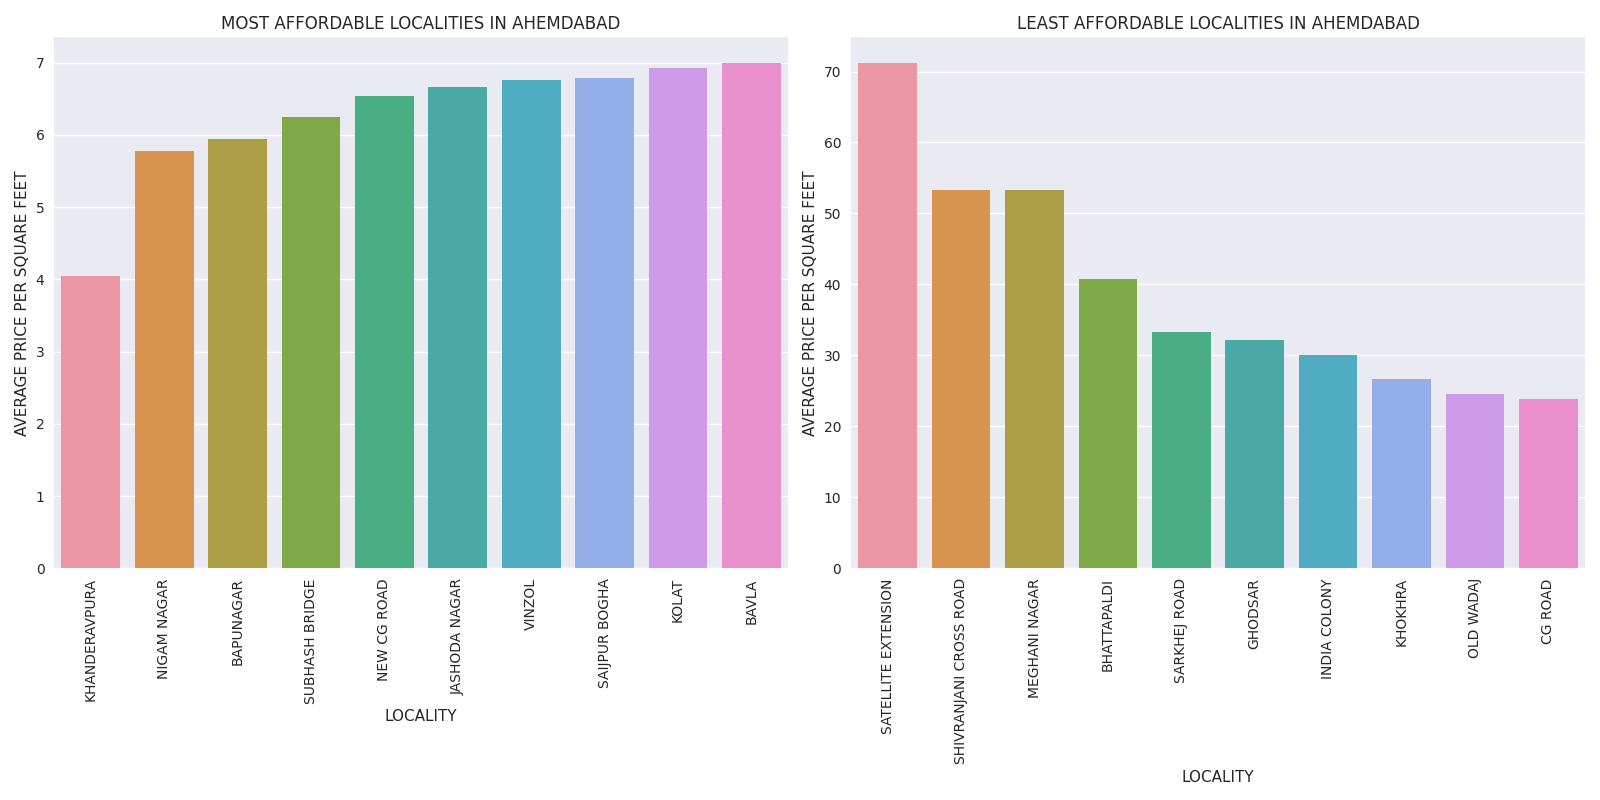 MOST AFFORDABLE LOCALITIES IN AHEMDABAD
AVERAGE PRICE PER SQUARE FEET
7
6
5
4
3
2
1
0
KHANDERAVPURA
NIGAM NAGAR
BAPUNAGAR
SUBHASH BRIDGE
NEW CG ROAD
JASHODA NAGAR
VINZOL
SAIJPUR BOGHA
KOLAT
BAVLA
LOCALITY
LEAST AFFORDABLE LOCALITIES IN AHEMDABAD
AVERAGE PRICE PER SQUARE FEET
70
60
50
40
30
20
10
0
SATELLITE EXTENSION
SHIVRANJANI CROSS ROAD
MEGHANI NAGAR
BHATTAPALDI
SARKHEJ ROAD
GHODSAR
INDIA COLONY
KHOKHRA
OLD WADAJ
CG ROAD
LOCALITY